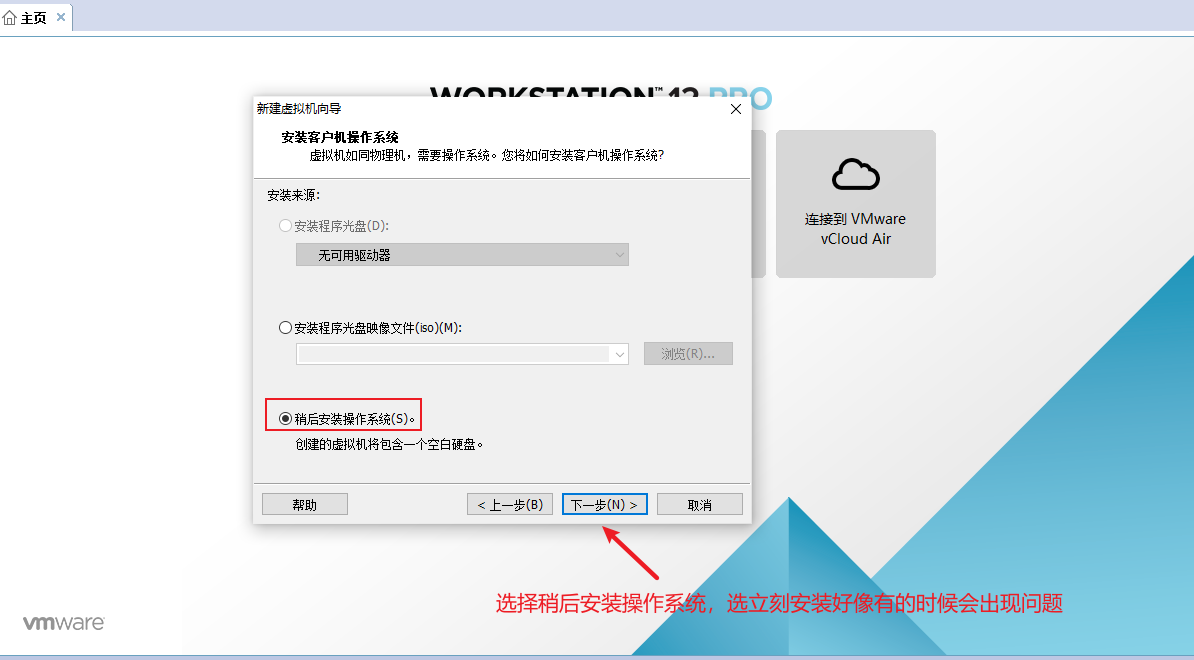 主页
WORKSTATION™ 12 PRO
新建虚拟机向导
安装客户机操作系统
虚拟机如同物理机，需要操作系统。您将如何安装客户机操作系统?
安装来源:
安装程序光盘(D):
无可用驱动器
安装程序光盘映像文件(iso)(M):
浏览(R)...
稍后安装操作系统(S)。
创建的虚拟机将包含一个空白硬盘。
帮助
< 上一步(B)
下一步(N) >
取消
连接到 VMware
vCloud Air
选择稍后安装操作系统，选立刻安装好像有的时候会出现问题
vmware